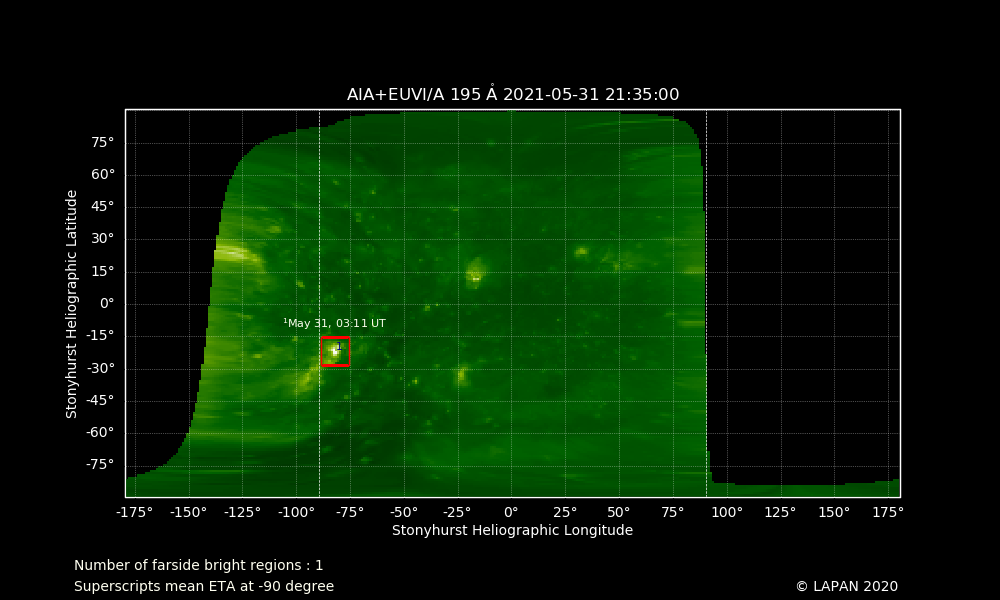 AIA+EUVI/A 195 Å 2021-05-31 21:35:00
75°
60°
45°
30°
15°
0°
-15°
-30°
-45°
-60°
-75°
Stonyhurst Heliographic Latitude
¹May 31, 03:11 UT
1
-175° -150° -125° -100° -75° -50° -25° 0° 25° 50° 75° 100° 125° 150° 175°
Stonyhurst Heliographic Longitude
Number of farside bright regions : 1
Superscripts mean ETA at -90 degree
© LAPAN 2020